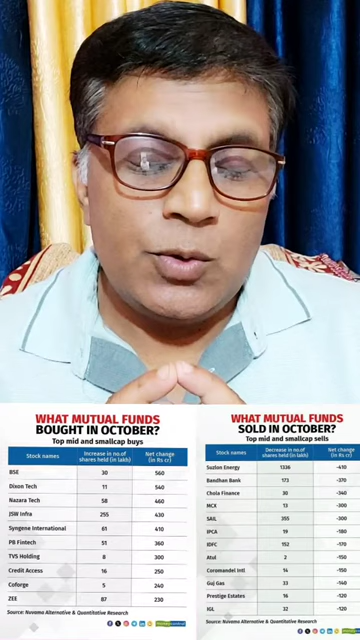 WHAT MUTUAL FUNDS
BOUGHT IN OCTOBER?
Top mid and smallcap buys
Stock names Increase in no.of shares held (in lakh) Net change (in Rs cr)
BSE 30 560
Dixon Tech 11 540
Nazara Tech 58 460
JSW Infra 255 430
Syngene International 61 410
PB Fintech 51 360
TVS Holding 8 300
Credit Access 16 250
Coforge 5 240
ZEE 87 230
Source: Nuvama Alternative & Quantitative Research
WHAT MUTUAL FUNDS
SOLD IN OCTOBER?
Top mid and smallcap sells
Stock names Decrease in no.of shares held (in lakh) Net change (in Rs cr)
Suzlon Energy 1336 -410
Bandhan Bank 173 -370
Chola Finance 30 -340
MCX 13 -300
SAIL 355 -300
IPCA 19 -180
IDFC 152 -170
Atul 2 -150
Coromandel Intl 14 -150
Guj Gas 33 -140
Prestige Estates 16 -120
IGL 32 -120
Source: Nuvama Alternative & Quantitative Research